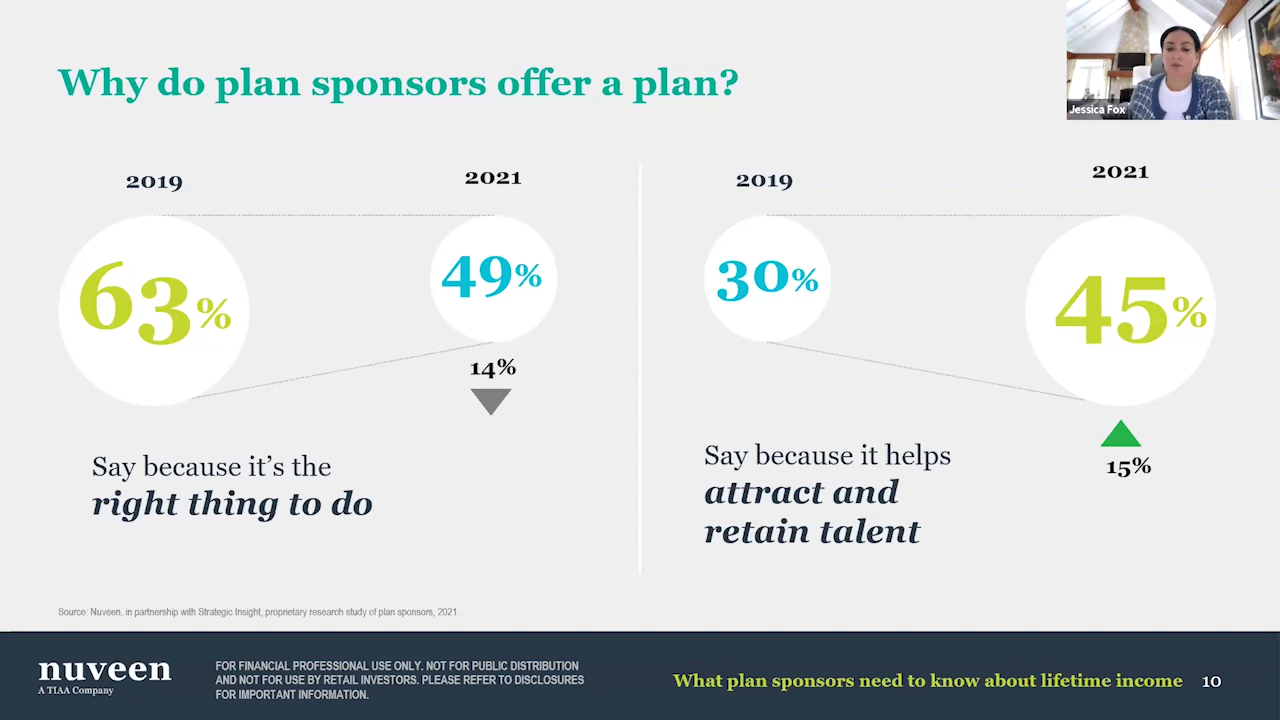 Why do plan sponsors offer a plan?
Jessica Fox
2019
2021
63%
49%
14%
Say because it's the
right thing to do
2019
2021
30%
45%
15%
Say because it helps
attract and
retain talent
Source: Nuveen, in partnership with Strategic Insight, proprietary research study of plan sponsors, 2021.
nuveen
A TIAA Company
FOR FINANCIAL PROFESSIONAL USE ONLY. NOT FOR PUBLIC DISTRIBUTION
AND NOT FOR USE BY RETAIL INVESTORS. PLEASE REFER TO DISCLOSURES
FOR IMPORTANT INFORMATION.
What plan sponsors need to know about lifetime income 10